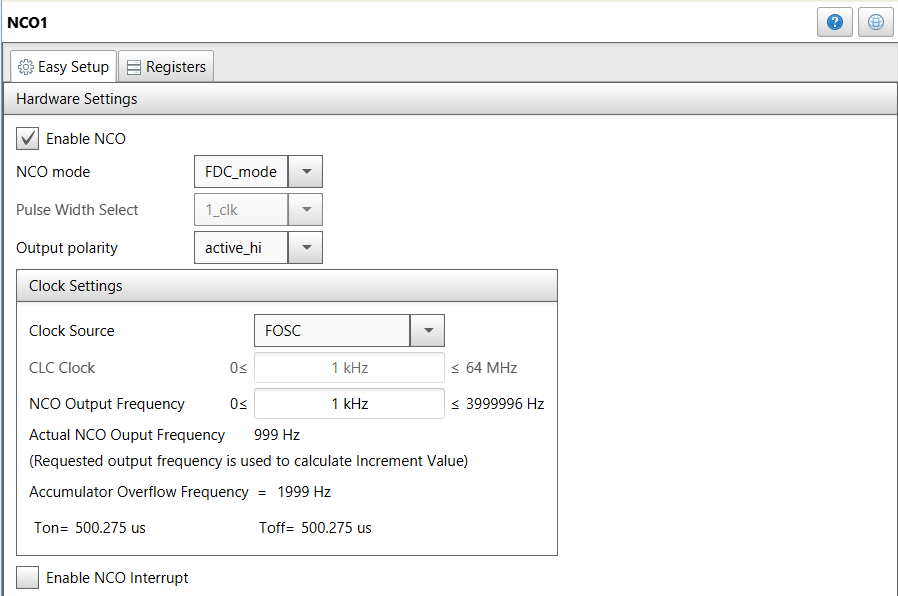 NCO1
Easy Setup Registers
Hardware Settings
Enable NCO
NCO mode FDC_mode
Pulse Width Select 1_clk
Output polarity active_hi
Clock Settings
Clock Source FOSC
CLC Clock 0≤ 1 kHz ≤ 64 MHz
NCO Output Frequency 0≤ 1 kHz ≤ 3999996 Hz
Actual NCO Ouput Frequency 999 Hz
(Requested output frequency is used to calculate Increment Value)
Accumulator Overflow Frequency = 1999 Hz
Ton= 500.275 us Toff= 500.275 us
Enable NCO Interrupt